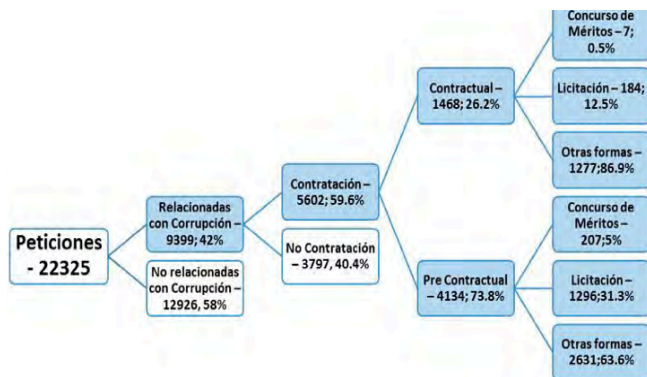 Peticiones
- 22325
Relacionadas
con Corrupción –
9399; 42%
No relacionadas
con Corrupción –
12926, 58%
Contratación –
5602; 59.6%
No Contratación
– 3797, 40.4%
Contractual –
1468; 26.2%
Pre Contractual
– 4134; 73.8%
Concurso de
Méritos – 7;
0.5%
Licitación – 184;
12.5%
Otras formas –
1277;86.9%
Concurso de
Méritos –
207;5%
Licitación –
1296;31.3%
Otras formas –
2631;63.6%